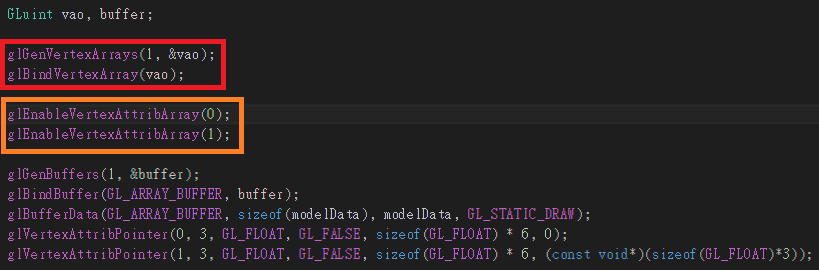 GLuint vao, buffer;
glGenVertexArrays(1, &vao);
glBindVertexArray(vao);
glEnableVertexAttribArray(0);
glEnableVertexAttribArray(1);
glGenBuffers(1, &buffer);
glBindBuffer(GL_ARRAY_BUFFER, buffer);
glBufferData(GL_ARRAY_BUFFER, sizeof(modelData), modelData, GL_STATIC_DRAW);
glVertexAttribPointer(0, 3, GL_FLOAT, GL_FALSE, sizeof(GL_FLOAT) * 6, 0);
glVertexAttribPointer(1, 3, GL_FLOAT, GL_FALSE, sizeof(GL_FLOAT) * 6, (const void*)(sizeof(GL_FLOAT)*3));